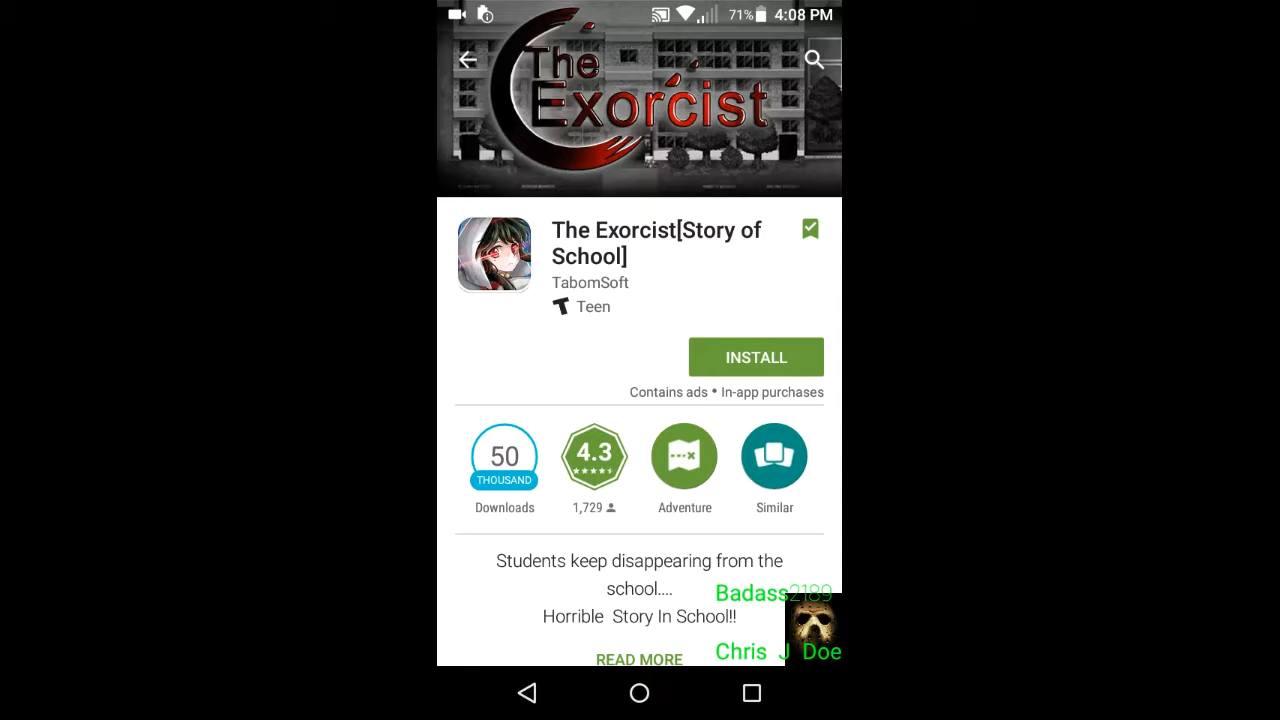 71% 4:08 PM
The
Exorcist
The Exorcist[Story of
School]
TabomSoft
T Teen
INSTALL
Contains ads • In-app purchases
50
THOUSAND
Downloads
4.3
1,729
Adventure
Similar
Students keep disappearing from the
school....
Horrible Story In School!!
READ MORE
Badass2189
Chris J Doe